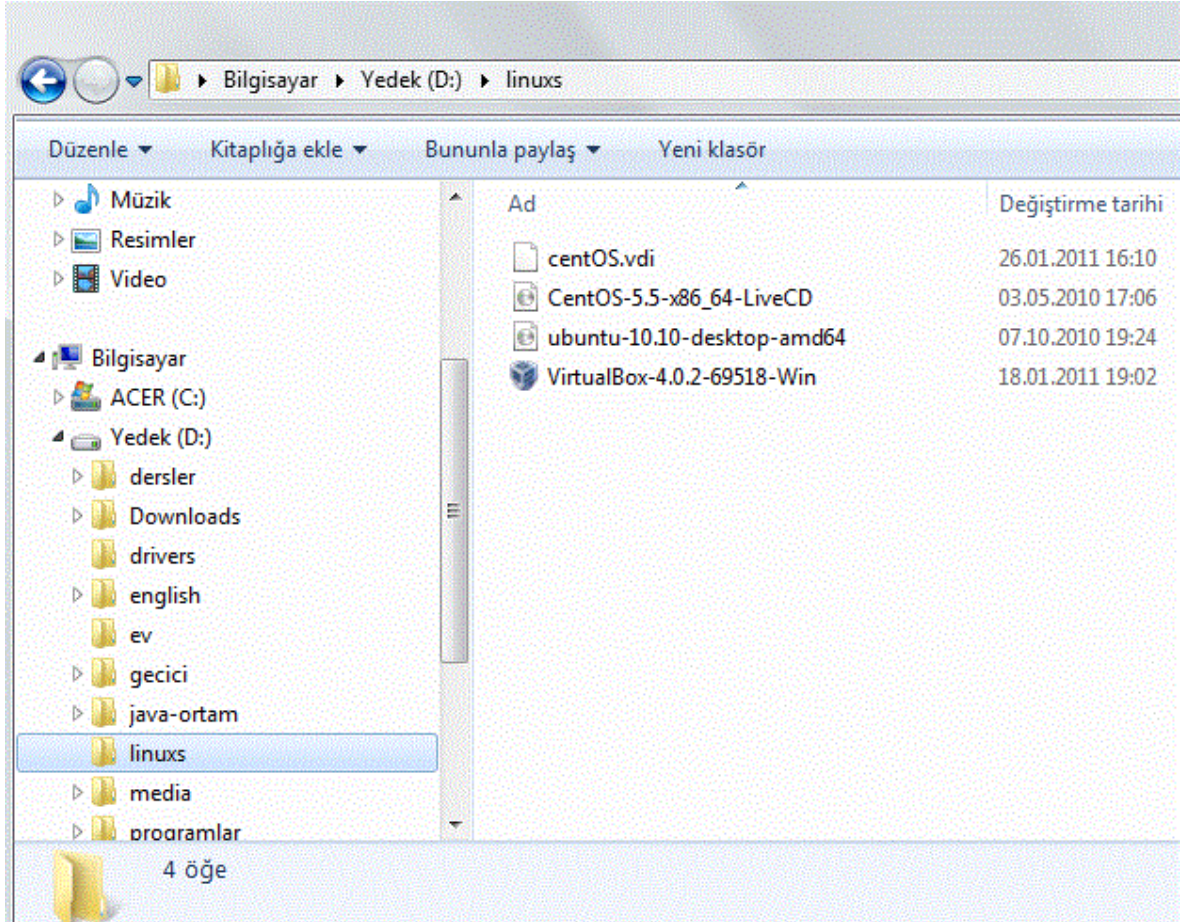 Bilgisayar Yedek (D:) linuxs
Düzenle Kitaplığa ekle Bununla paylaş Yeni klasör
Müzik
Resimler
Video
Bilgisayar
ACER (C:)
Yedek (D:)
dersler
Downloads
drivers
english
ev
gecici
java-ortam
linuxs
media
programlar
Ad Değiştirme tarihi
centOS.vdi 26.01.2011 16:10
CentOS-5.5-x86_64-LiveCD 03.05.2010 17:06
ubuntu-10.10-desktop-amd64 07.10.2010 19:24
VirtualBox-4.0.2-69518-Win 18.01.2011 19:02
4 öğe